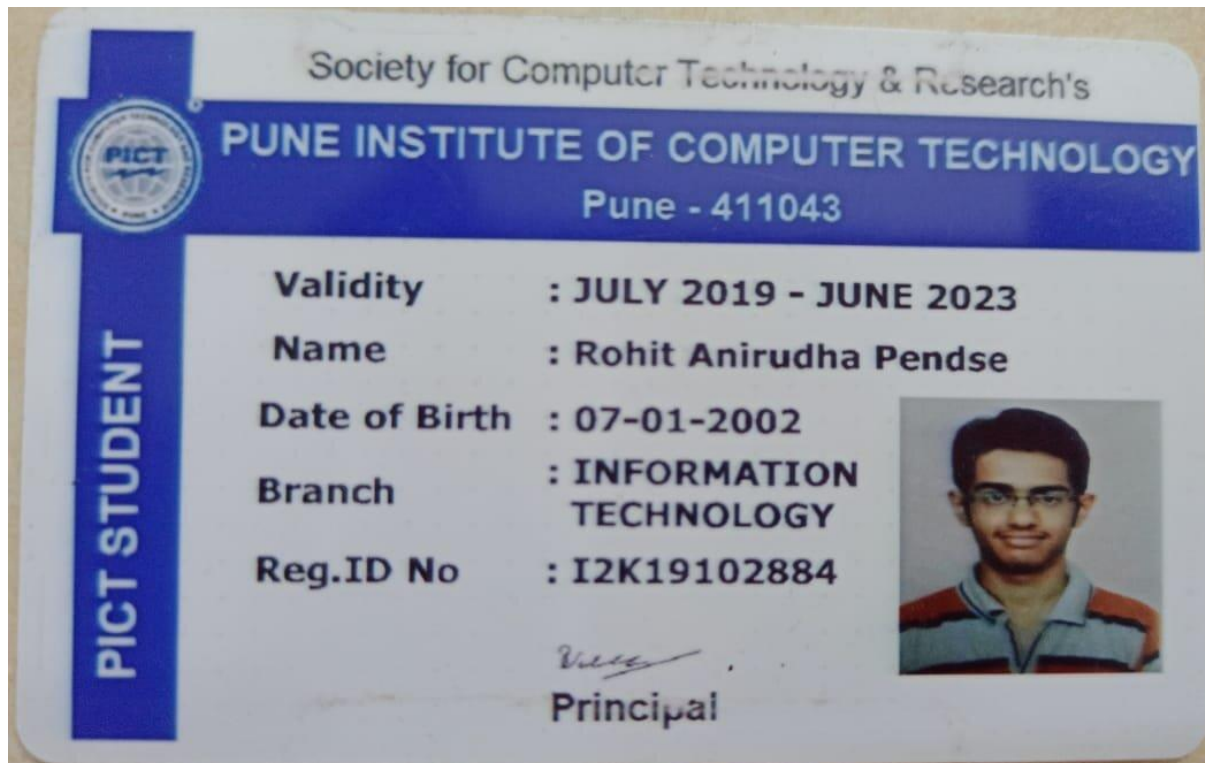 Society for Computer Technology & Research's
PICT
PUNE INSTITUTE OF COMPUTER TECHNOLOGY
Pune - 411043
PICT STUDENT
Validity : JULY 2019 - JUNE 2023
Name : Rohit Anirudha Pendse
Date of Birth : 07-01-2002
Branch : INFORMATION
TECHNOLOGY
Reg.ID No : I2K19102884
Principal